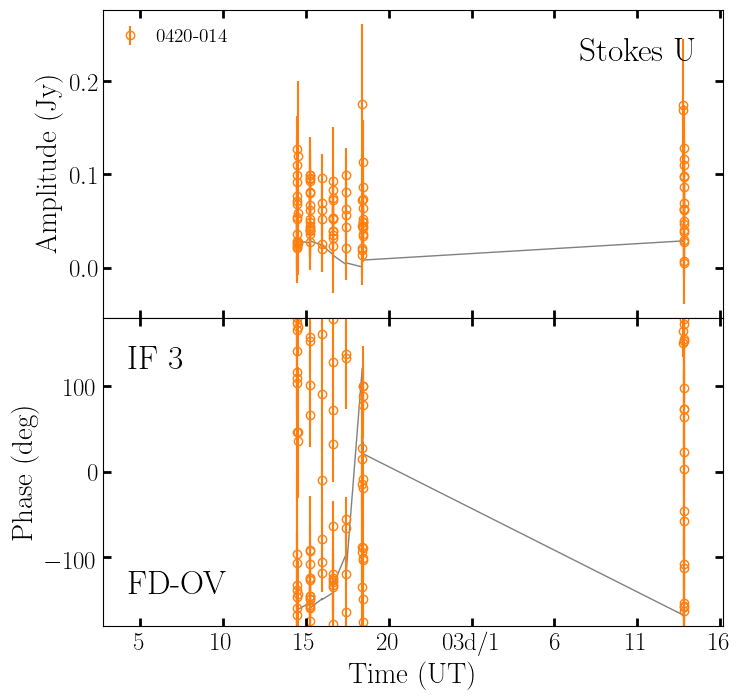 0420-014
Stokes U
Amplitude (Jy)
0.2
0.1
0.0
IF 3
Phase (deg)
100
0
−100
FD-OV
5 10 15 20 03d/1 6 11 16
Time (UT)